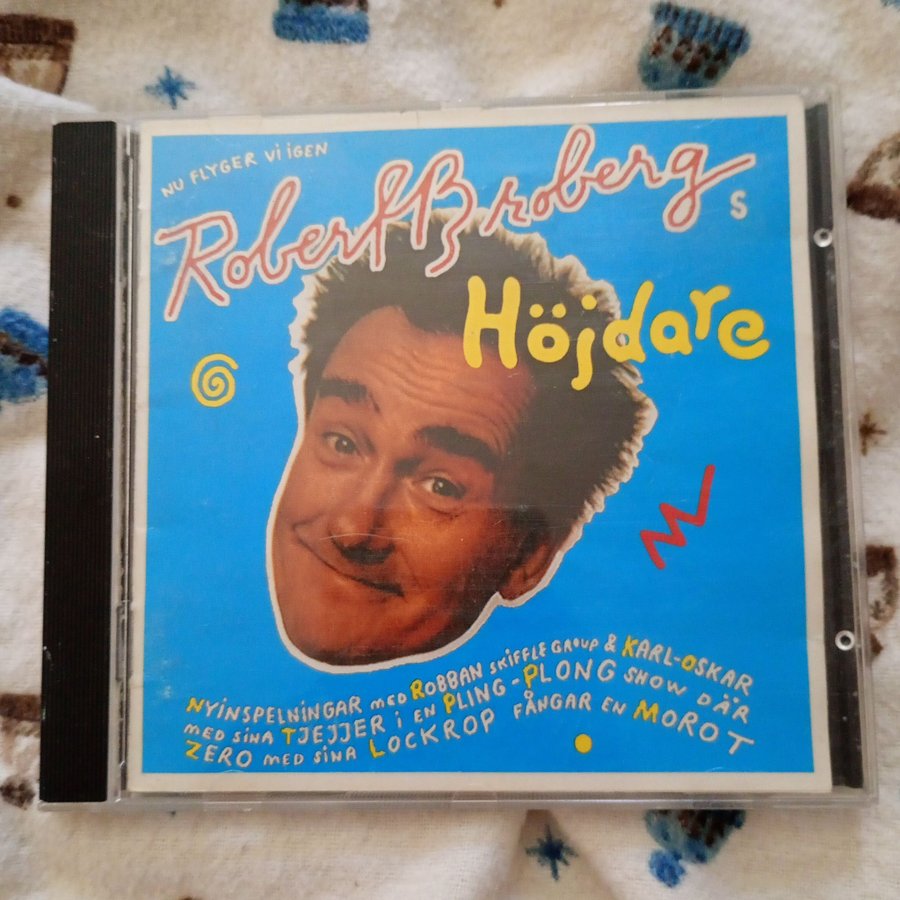 NU FLYGER Vi iGEN
Robert Broberg
S
Höjdare
NYiNSPELNiNGAR MED ROBBAN SKiFFLE GROUP & KARL-OSKAR
MED SiNA TJEJJER i EN PLING-PLONG SHOW DÄR
ZERO MED SiNA LOCKROP FÅNGAR EN MOROT